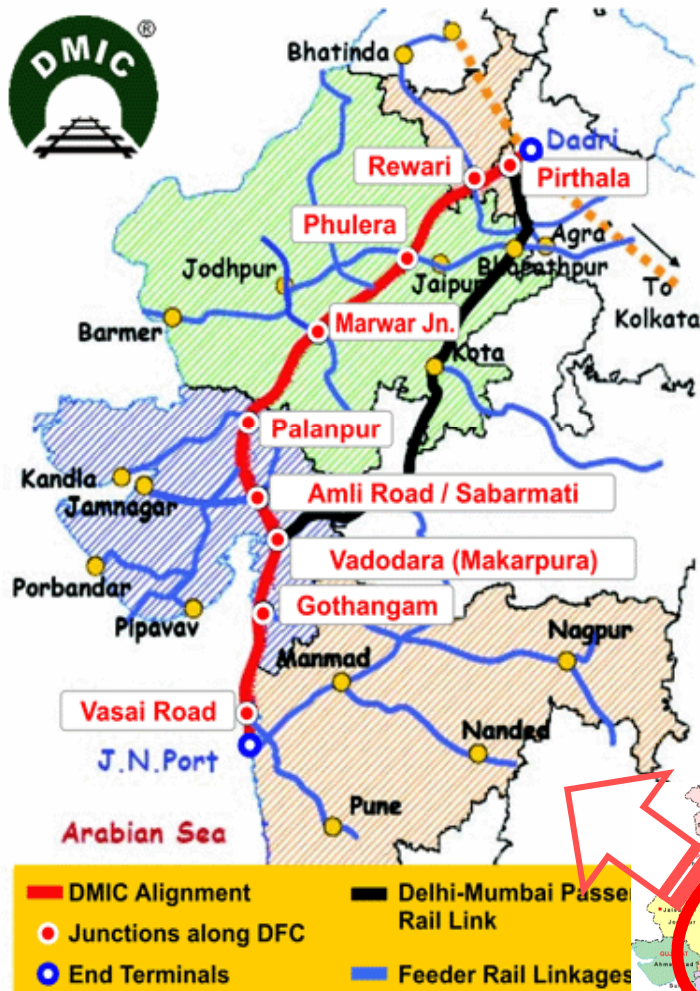 DMIC
®
Bhatinda
Dadri
Rewari
Pirthala
Phulera
Agra
Bharathpur
Jodhpur
Jaipur
To
Kolkata
Barmer
Marwar Jn.
Kota
Palanpur
Kandla
Jamnagar
Amli Road / Sabarmati
Vadodara (Makarpura)
Porbandar
Pipavav
Gothangam
Nagpur
Manmad
Vasai Road
Nanded
J.N.Port
Pune
Arabian Sea
DMIC Alignment
Delhi-Mumbai Passe
Rail Link
Junctions along DFC
End Terminals
Feeder Rail Linkages